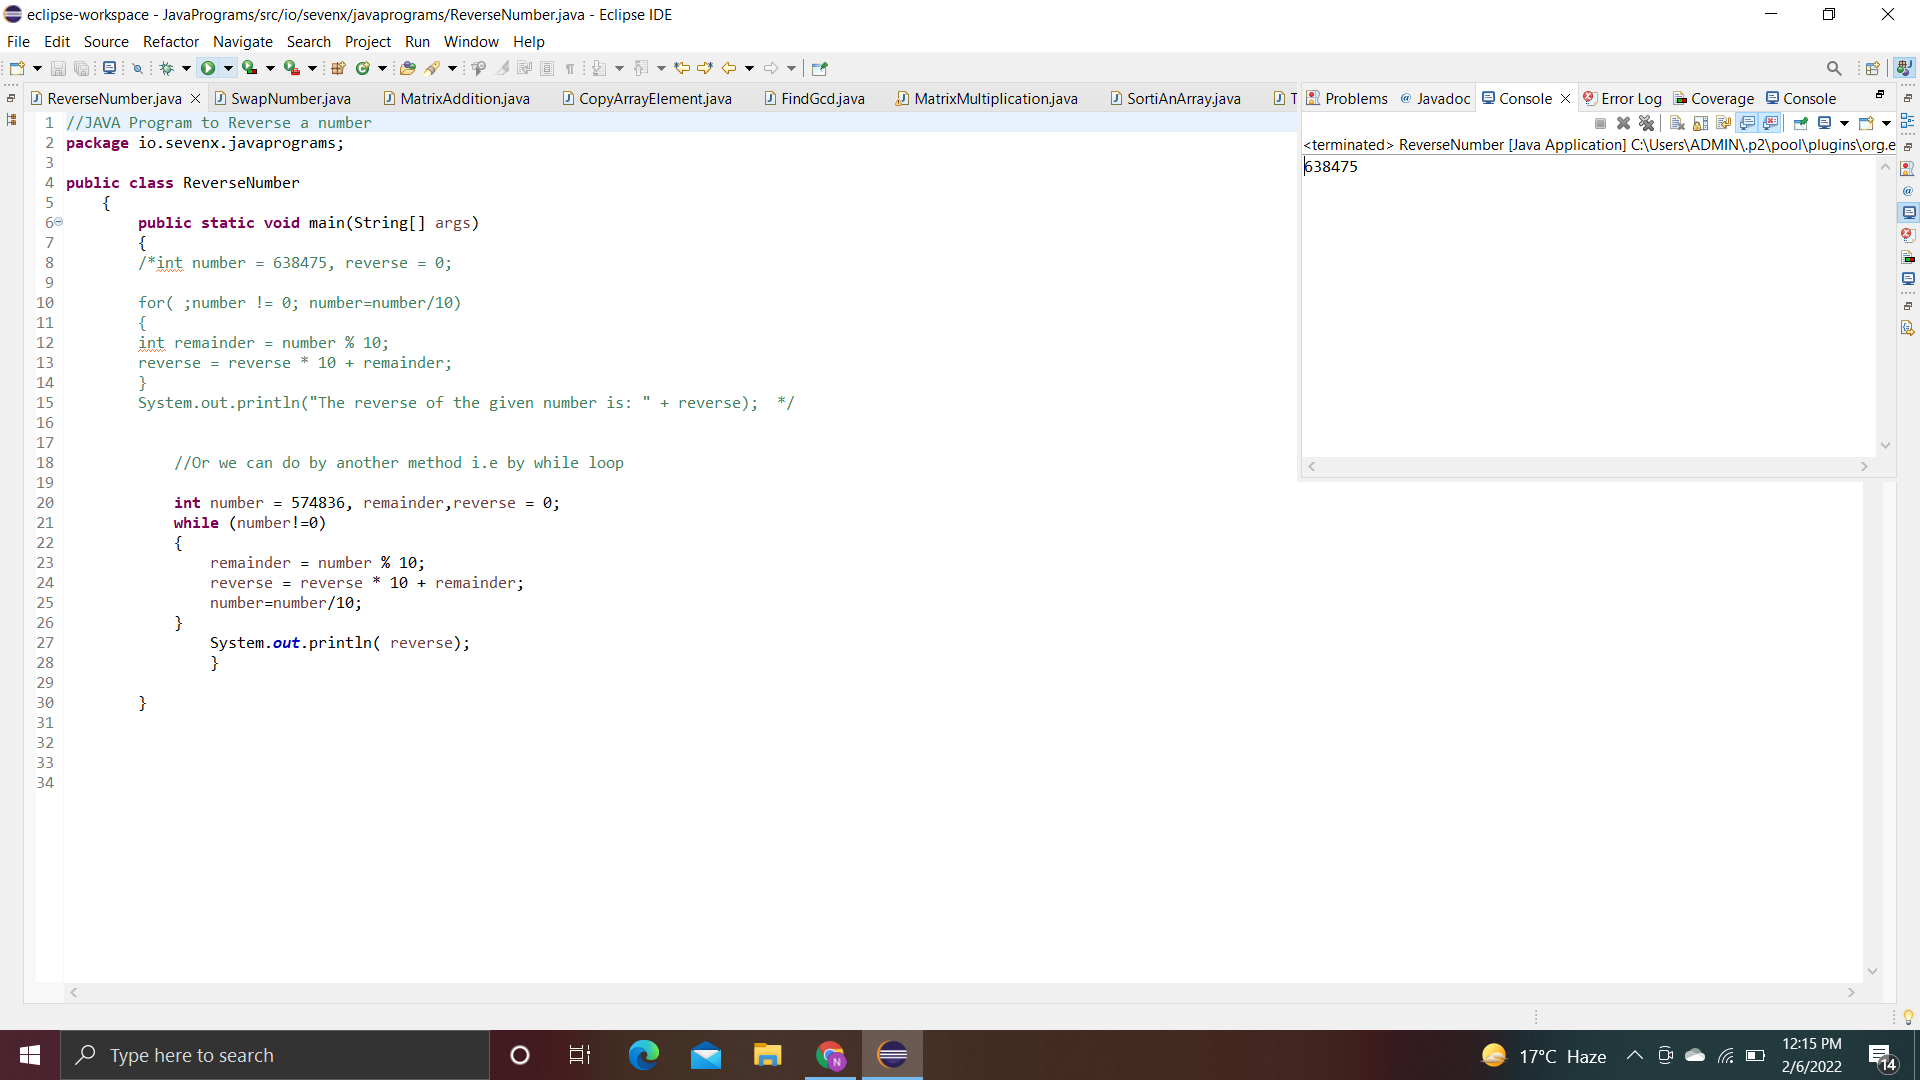 eclipse-workspace - JavaPrograms/src/io/sevenx/javaprograms/ReverseNumber.java - Eclipse IDE
File Edit Source Refactor Navigate Search Project Run Window Help
ReverseNumber.java SwapNumber.java MatrixAddition.java CopyArrayElement.java FindGcd.java MatrixMultiplication.java SortiAnArray.java T Problems @ Javadoc Console Error Log Coverage Console
<terminated> ReverseNumber [Java Application] C:\Users\ADMIN\.p2\pool\plugins\org.e
638475
1 //JAVA Program to Reverse a number
2 package io.sevenx.javaprograms;
3
4 public class ReverseNumber
5 {
6 public static void main(String[] args)
7 {
8 /*int number = 638475, reverse = 0;
9
10 for( ;number != 0; number=number/10)
11 {
12 int remainder = number % 10;
13 reverse = reverse * 10 + remainder;
14 }
15 System.out.println("The reverse of the given number is: " + reverse);  */
16
17
18 //Or we can do by another method i.e by while loop
19
20 int number = 574836, remainder,reverse = 0;
21 while (number!=0)
22 {
23 remainder = number % 10;
24 reverse = reverse * 10 + remainder;
25 number=number/10;
26 }
27 System.out.println( reverse);
28 }
29
30 }
31
32
33
34
Type here to search
N
17°C Haze
12:15 PM
2/6/2022
14